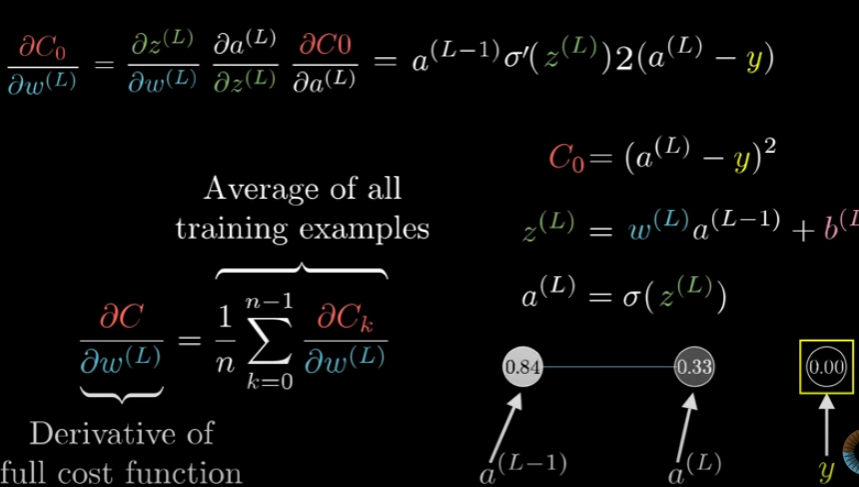 ∂C₀/∂w⁽ᴸ⁾ = ∂z⁽ᴸ⁾/∂w⁽ᴸ⁾ ∂a⁽ᴸ⁾/∂z⁽ᴸ⁾ ∂C0/∂a⁽ᴸ⁾ = a⁽ᴸ⁻¹⁾σ′(z⁽ᴸ⁾)2(a⁽ᴸ⁾ − y)
C₀= (a⁽ᴸ⁾ − y)²
Average of all
training examples
z⁽ᴸ⁾ = w⁽ᴸ⁾a⁽ᴸ⁻¹⁾ + b⁽ᴸ
a⁽ᴸ⁾ = σ(z⁽ᴸ⁾)
∂C/∂w⁽ᴸ⁾ = 1/n ∑ₖ₌₀ⁿ⁻¹ ∂Cₖ/∂w⁽ᴸ⁾
0.84 0.33 0.00
Derivative of
full cost function
a⁽ᴸ⁻¹⁾ a⁽ᴸ⁾ y